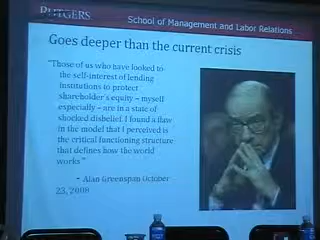 RUTGERS
School of Management and Labor Relations
Goes deeper than the current crisis
"Those of us who have looked to
the self-interest of lending
institutions to protect
shareholder's equity – myself
especially – are in a state of
shocked disbelief. I found a flaw
in the model that I perceived is
the critical functioning structure
that defines how the world
works"
– Alan Greenspan October
23, 2008